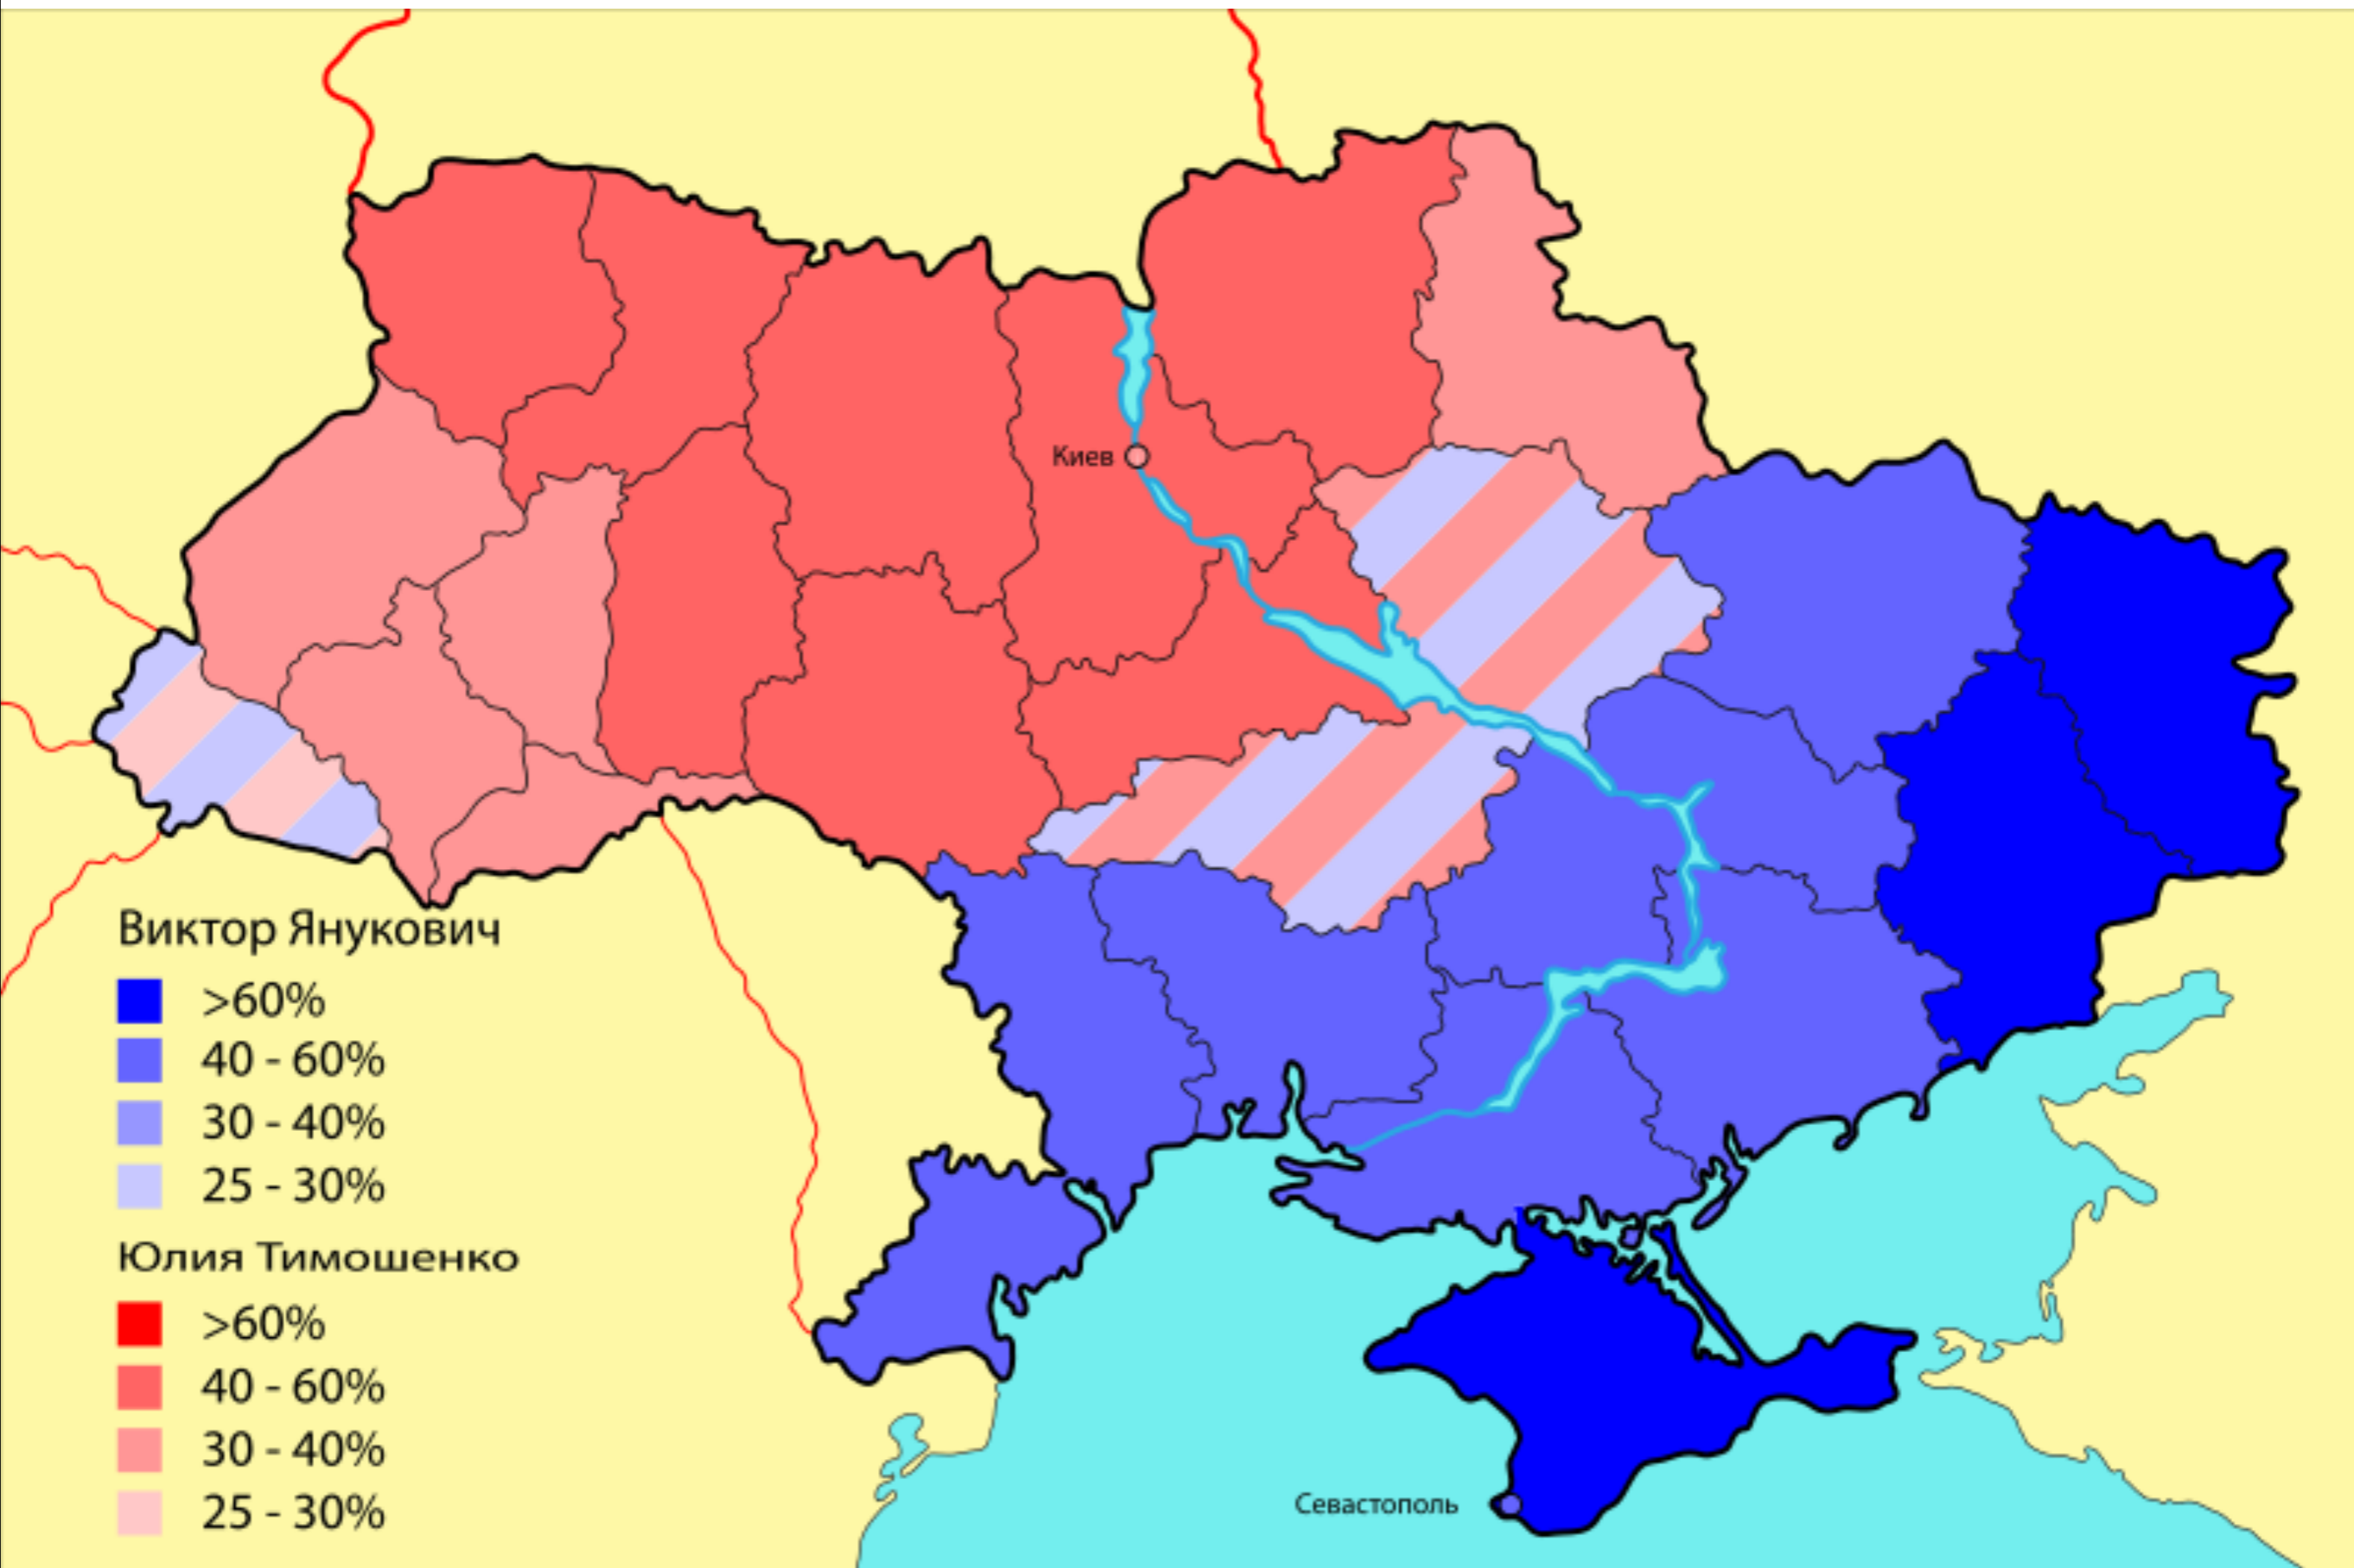 Киев
Виктор Янукович
>60%
40 - 60%
30 - 40%
25 - 30%
Юлия Тимошенко
>60%
40 - 60%
30 - 40%
25 - 30%
Севастополь